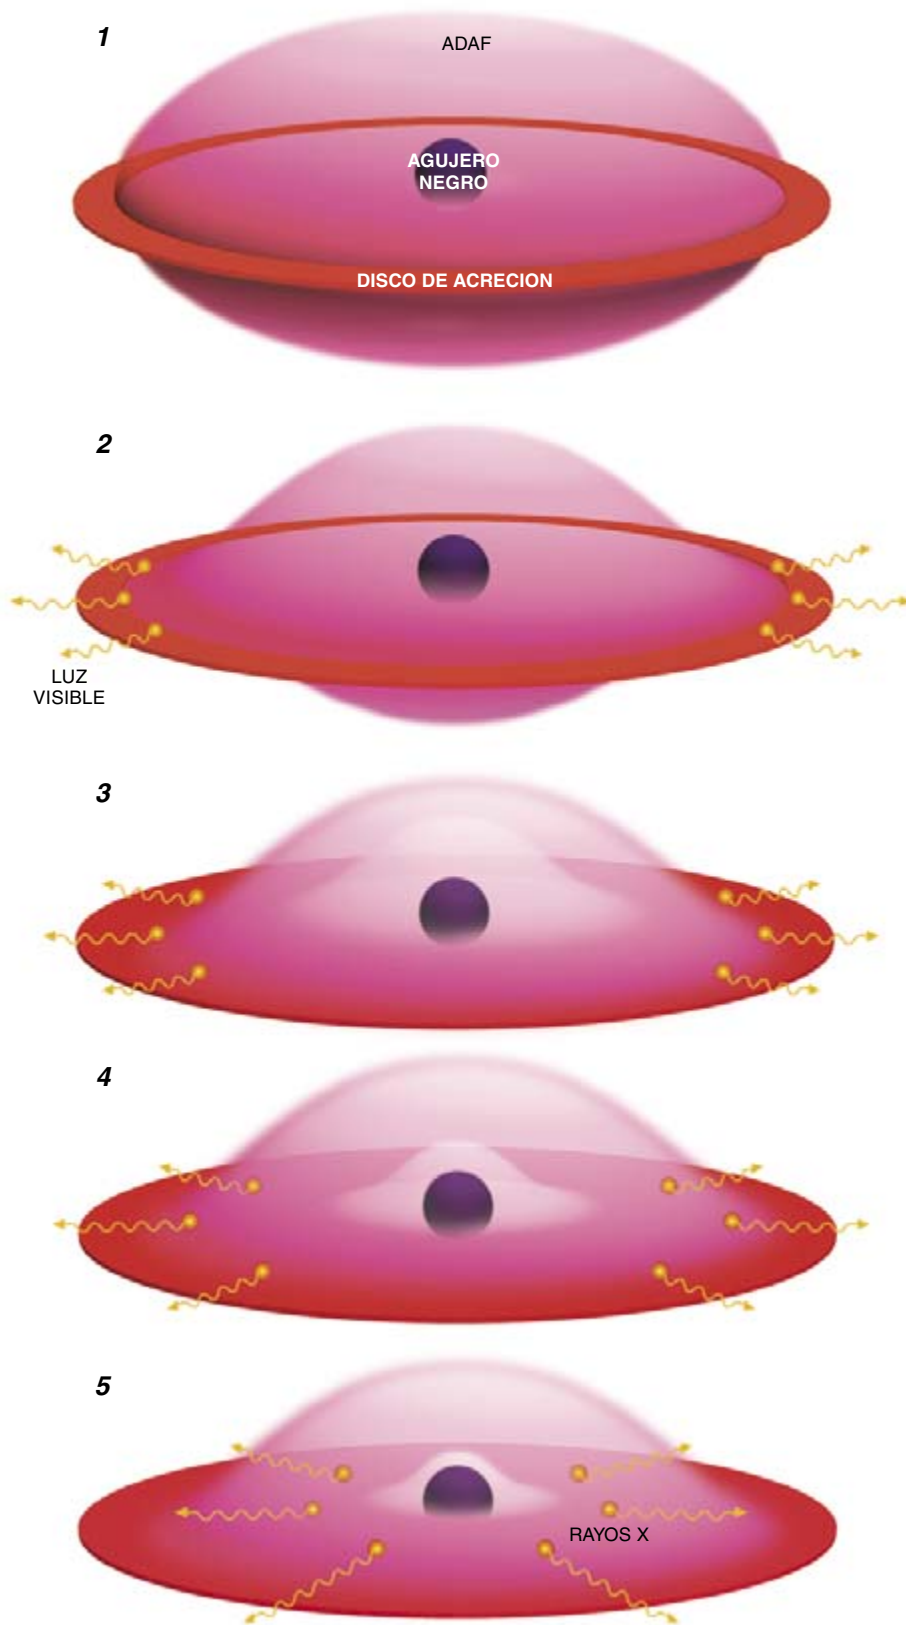 1
ADAF
AGUJERO
NEGRO
DISCO DE ACRECION
2
LUZ
VISIBLE
3
4
5
RAYOS X